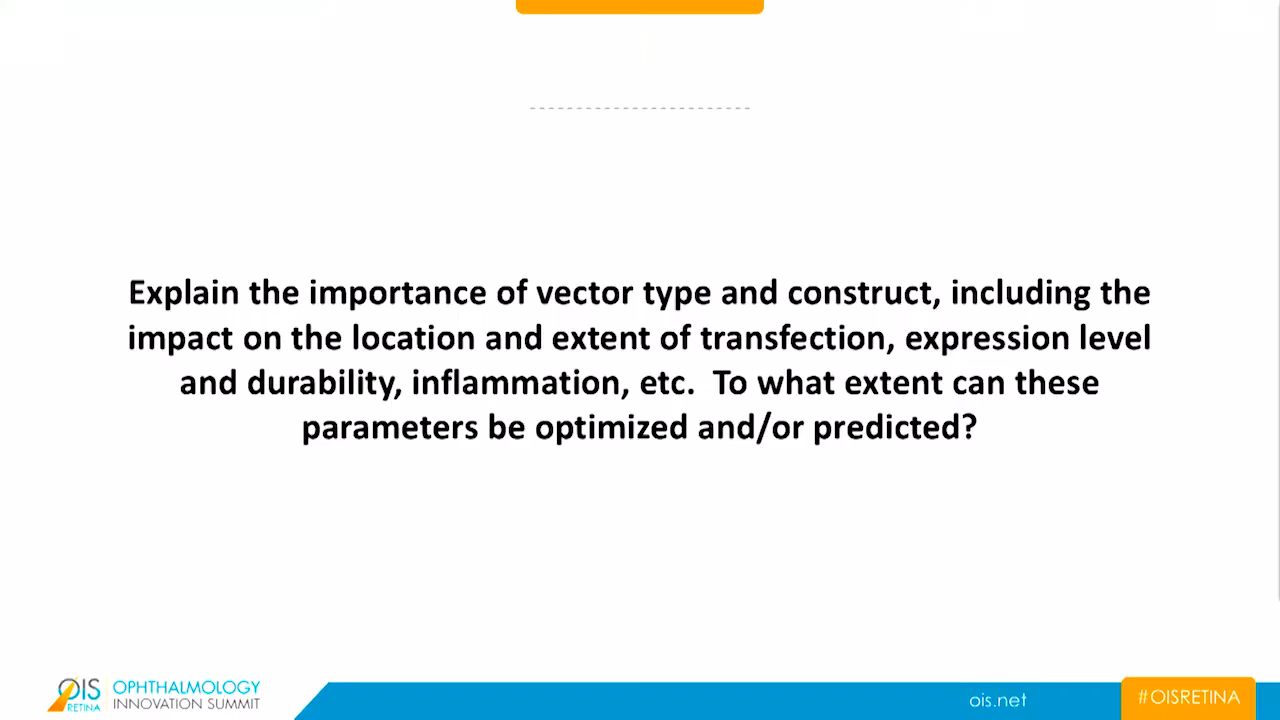 Explain the importance of vector type and construct, including the
impact on the location and extent of transfection, expression level
and durability, inflammation, etc.  To what extent can these
parameters be optimized and/or predicted?
OIS
RETINA
OPHTHALMOLOGY
INNOVATION SUMMIT
ois.net
#OISRETINA